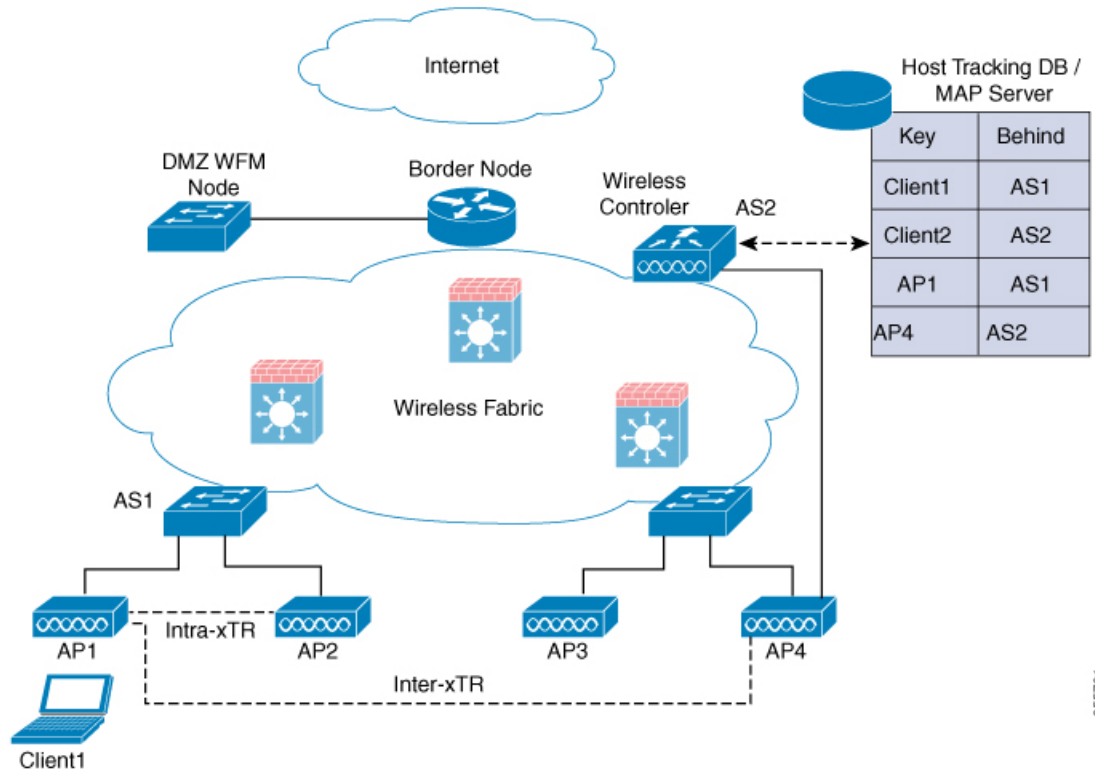 Internet
Host Tracking DB /
MAP Server
Key Behind
Client1 AS1
Client2 AS2
AP1 AS1
AP4 AS2
DMZ WFM
Node
Border Node
Wireless
Controler
AS2
Wireless Fabric
AS1
AP1
Intra-xTR
AP2
AP3
AP4
Inter-xTR
Client1